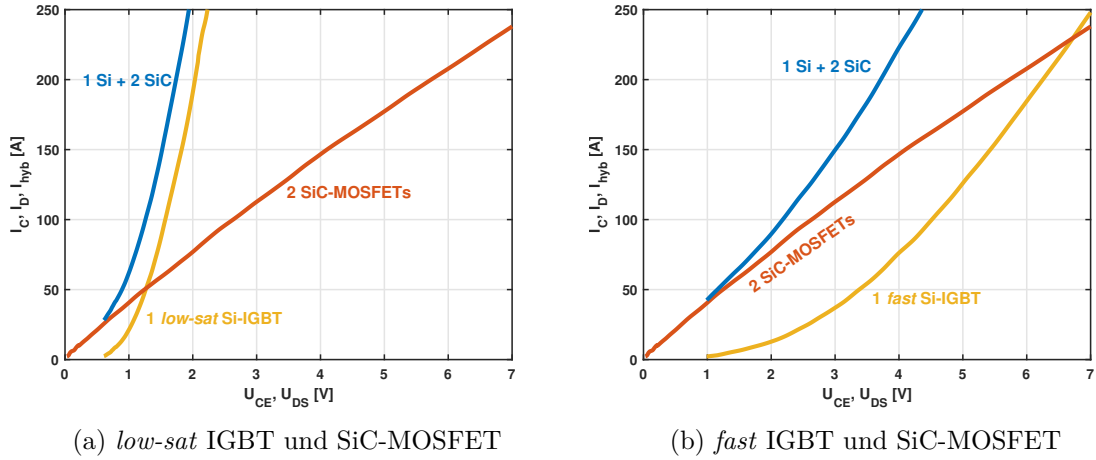 250
200
150
100
50
0
I_C, I_D, I_hyb [A]
1 Si + 2 SiC
2 SiC-MOSFETs
1 low-sat Si-IGBT
0 1 2 3 4 5 6 7
U_CE, U_DS [V]
(a) low-sat IGBT und SiC-MOSFET
250
200
150
100
50
0
I_C, I_D, I_hyb [A]
1 Si + 2 SiC
2 SiC-MOSFETs
1 fast Si-IGBT
0 1 2 3 4 5 6 7
U_CE, U_DS [V]
(b) fast IGBT und SiC-MOSFET